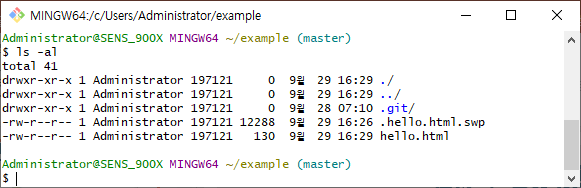 MINGW64:/c/Users/Administrator/example
Administrator@SENS_900X MINGW64 ~/example (master)
$ ls -al
total 41
drwxr-xr-x 1 Administrator 197121     0  9월  29 16:29 ./
drwxr-xr-x 1 Administrator 197121     0  9월  29 16:29 ../
drwxr-xr-x 1 Administrator 197121     0  9월  28 07:10 .git/
-rw-r--r-- 1 Administrator 197121 12288  9월  29 16:26 .hello.html.swp
-rw-r--r-- 1 Administrator 197121   130  9월  29 16:29 hello.html
Administrator@SENS_900X MINGW64 ~/example (master)
$